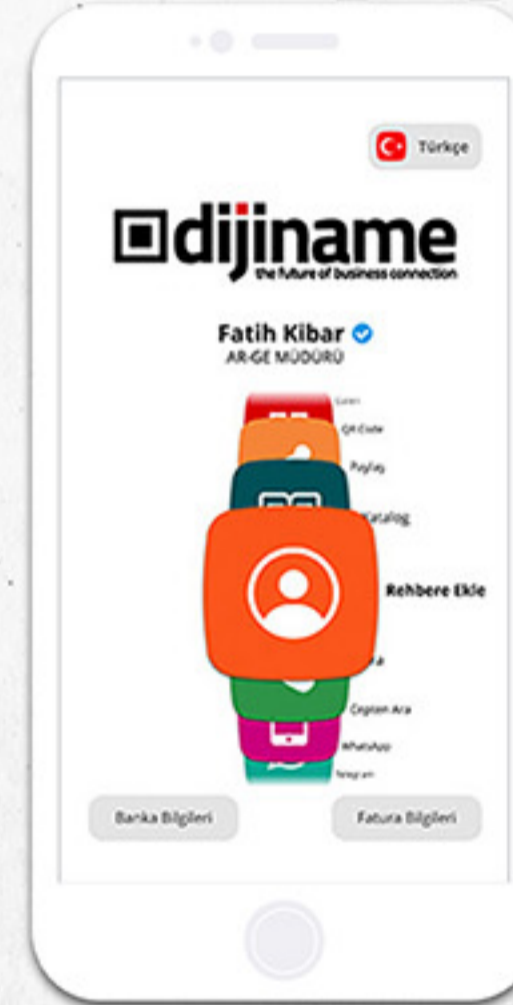 Türkçe
dijiname
the future of business connection
Fatih Kibar
AR-GE MÜDÜRÜ
QR Code
Paylaş
Katalog
Rehbere Ekle
Cepten Ara
WhatsApp
Telegram
Banka Bilgileri
Fatura Bilgileri